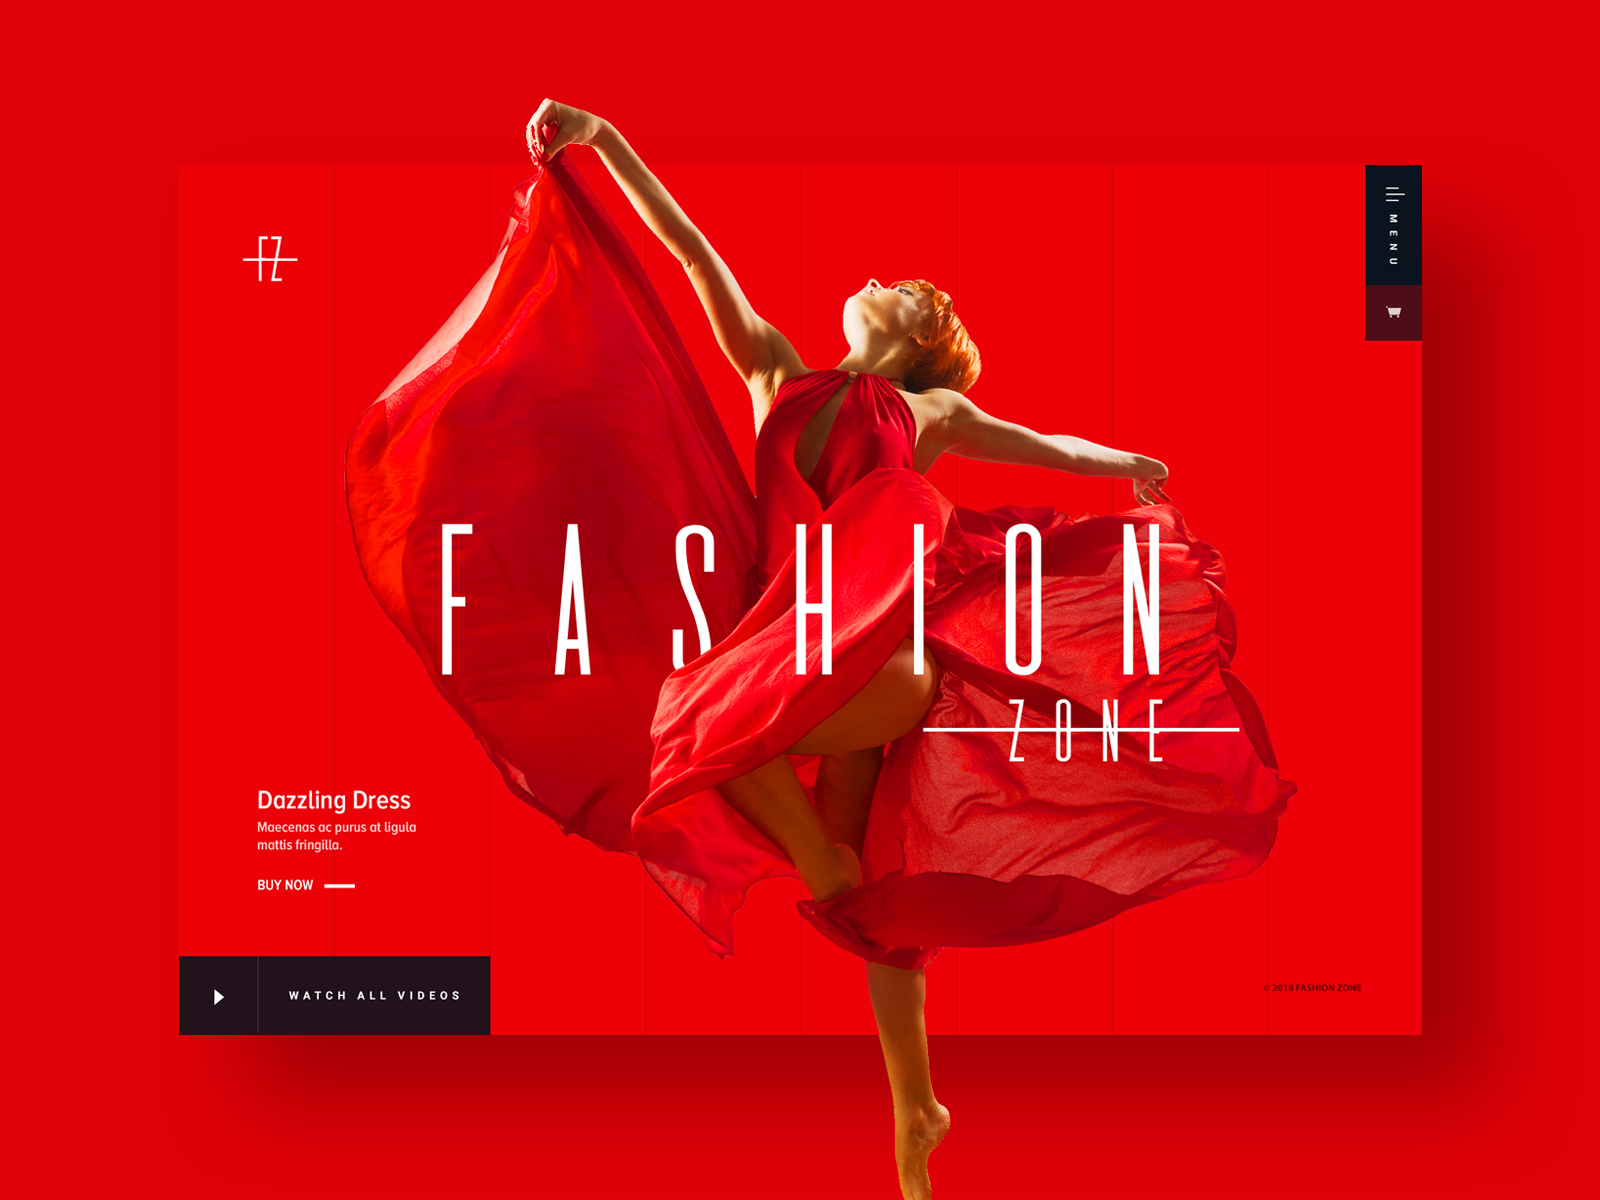 FZ
MENU
FASHION
ZONE
Dazzling Dress
Maecenas ac purus at ligula
mattis fringilla.
BUY NOW
WATCH ALL VIDEOS
© 2018 FASHION ZONE